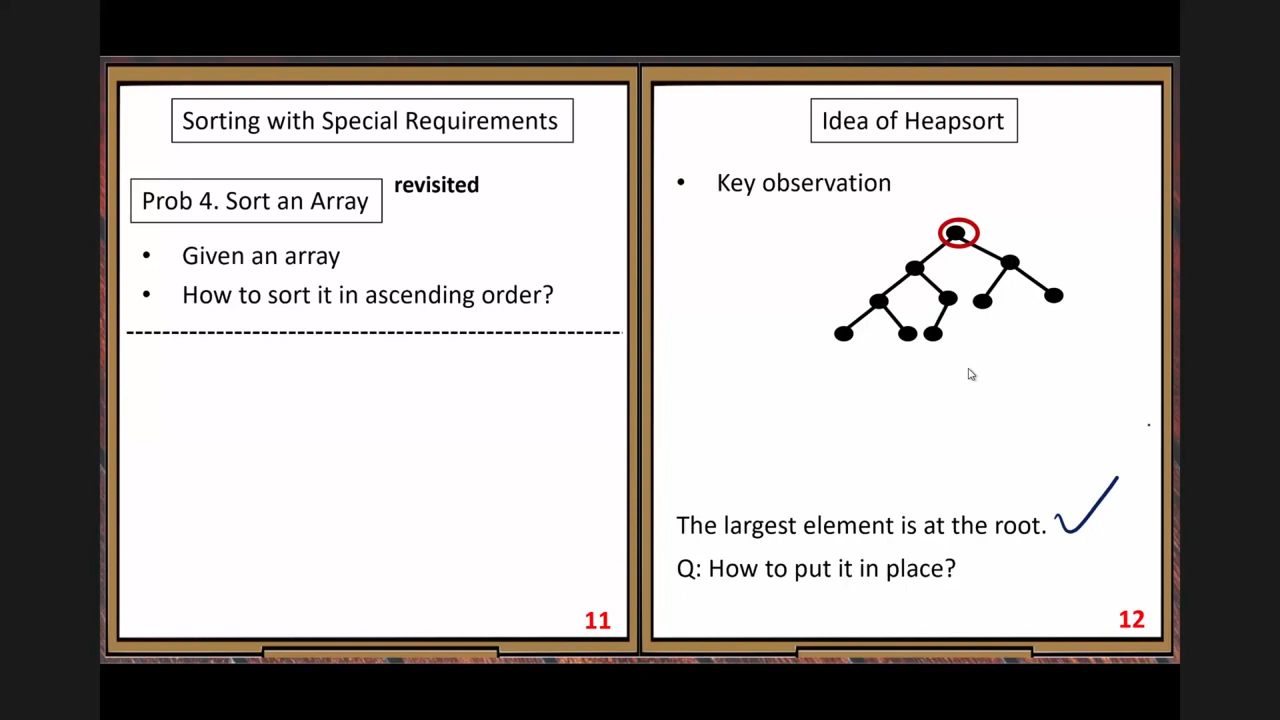 Sorting with Special Requirements
Prob 4. Sort an Array
revisited
• Given an array
• How to sort it in ascending order?
11
Idea of Heapsort
• Key observation
The largest element is at the root.
Q: How to put it in place?
12